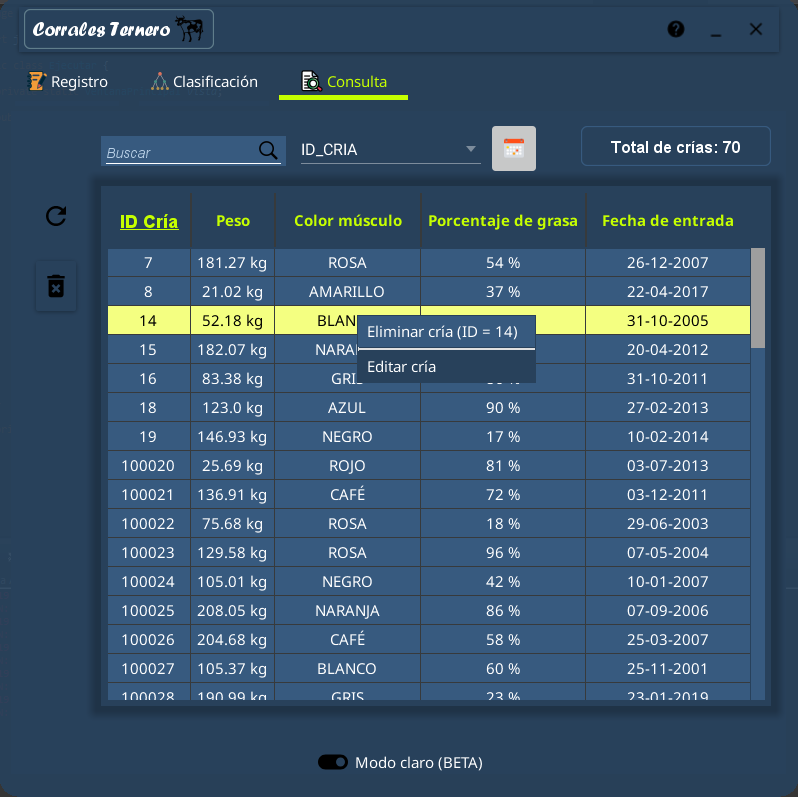 Corrales Ternero
Registro Clasificación Consulta
Buscar ID_CRIA Total de crías: 70
ID Cría Peso Color músculo Porcentaje de grasa Fecha de entrada
7 181.27 kg ROSA 54 % 26-12-2007
8 21.02 kg AMARILLO 37 % 22-04-2017
14 52.18 kg BLAN 31-10-2005
Eliminar cría (ID = 14)
15 182.07 kg NARA 20-04-2012
Editar cría
16 83.38 kg GRI 31-10-2011
18 123.0 kg AZUL 90 % 27-02-2013
19 146.93 kg NEGRO 17 % 10-02-2014
100020 25.69 kg ROJO 81 % 03-07-2013
100021 136.91 kg CAFÉ 72 % 03-12-2011
100022 75.68 kg ROSA 18 % 29-06-2003
100023 129.58 kg ROSA 96 % 07-05-2004
100024 105.01 kg NEGRO 42 % 10-01-2007
100025 208.05 kg NARANJA 86 % 07-09-2006
100026 204.68 kg CAFÉ 58 % 25-03-2007
100027 105.37 kg BLANCO 60 % 25-11-2001
100028 190.99 kg GRIS 23 % 23-01-2019
Modo claro (BETA)